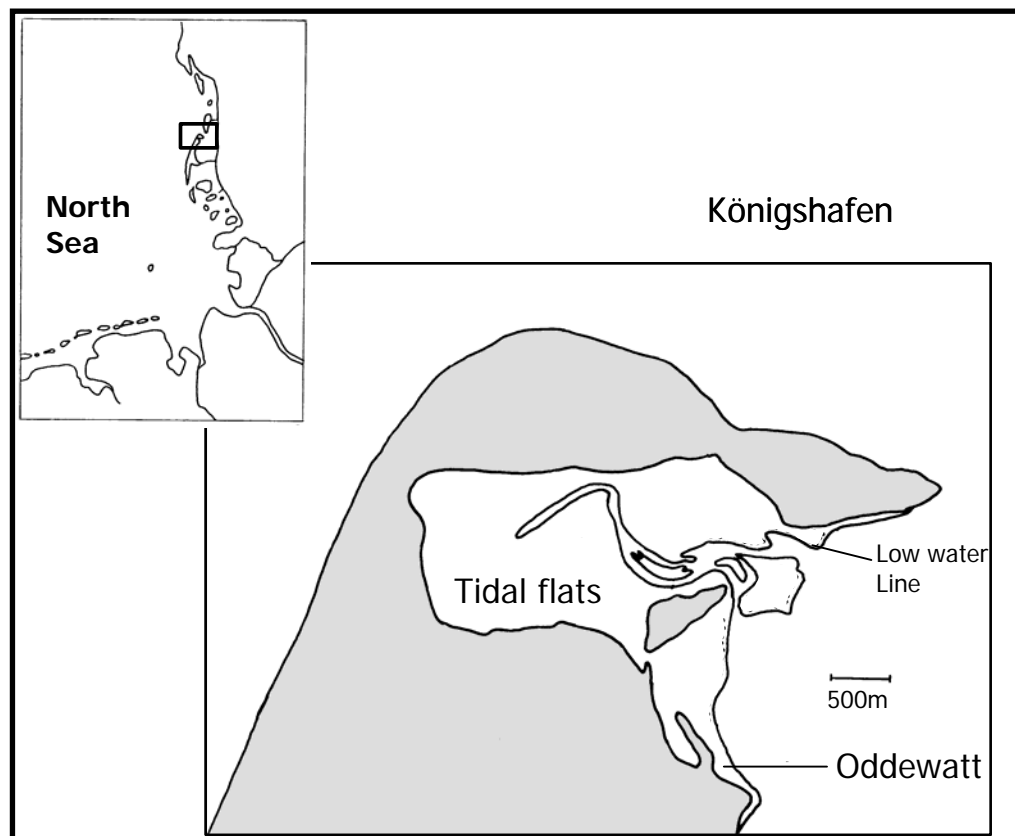 North
Sea
Königshafen
Tidal flats
Low water
Line
500m
Oddewatt